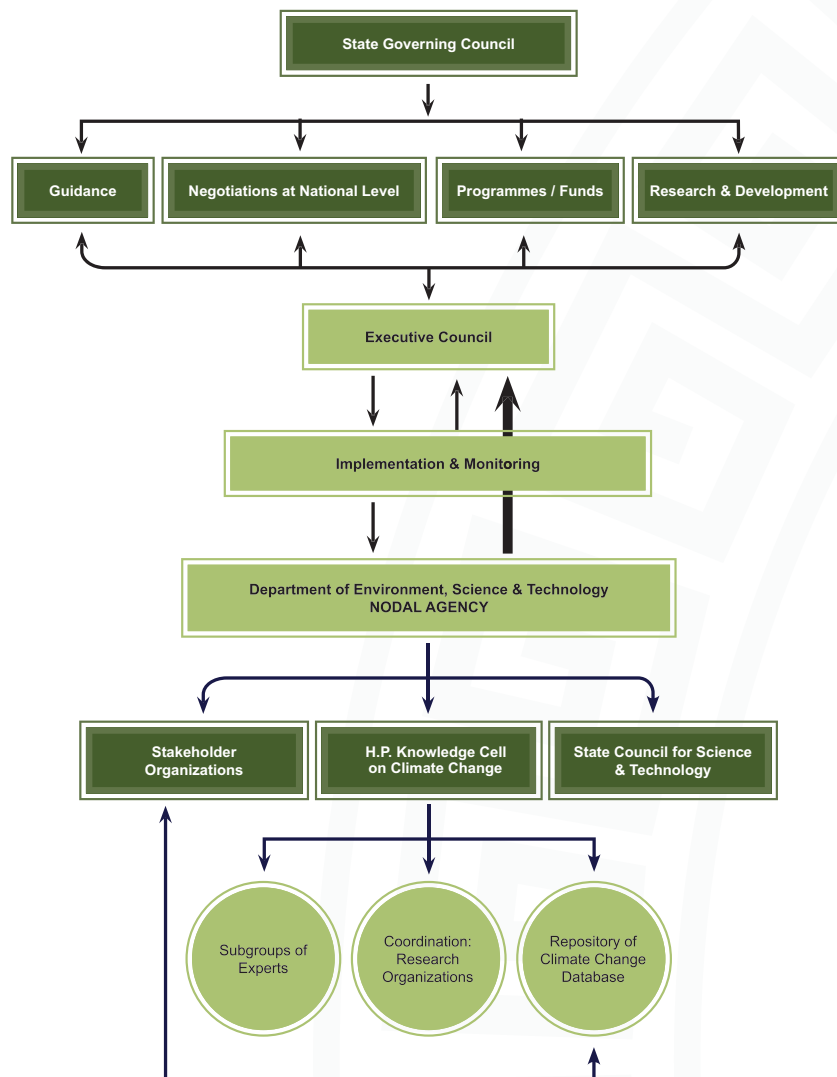 State Governing Council
Guidance
Negotiations at National Level
Programmes / Funds
Research & Development
Executive Council
Implementation & Monitoring
Department of Environment, Science & Technology
NODAL AGENCY
Stakeholder
Organizations
H.P. Knowledge Cell
on Climate Change
State Council for Science
& Technology
Subgroups of
Experts
Coordination:
Research
Organizations
Repository of
Climate Change
Database